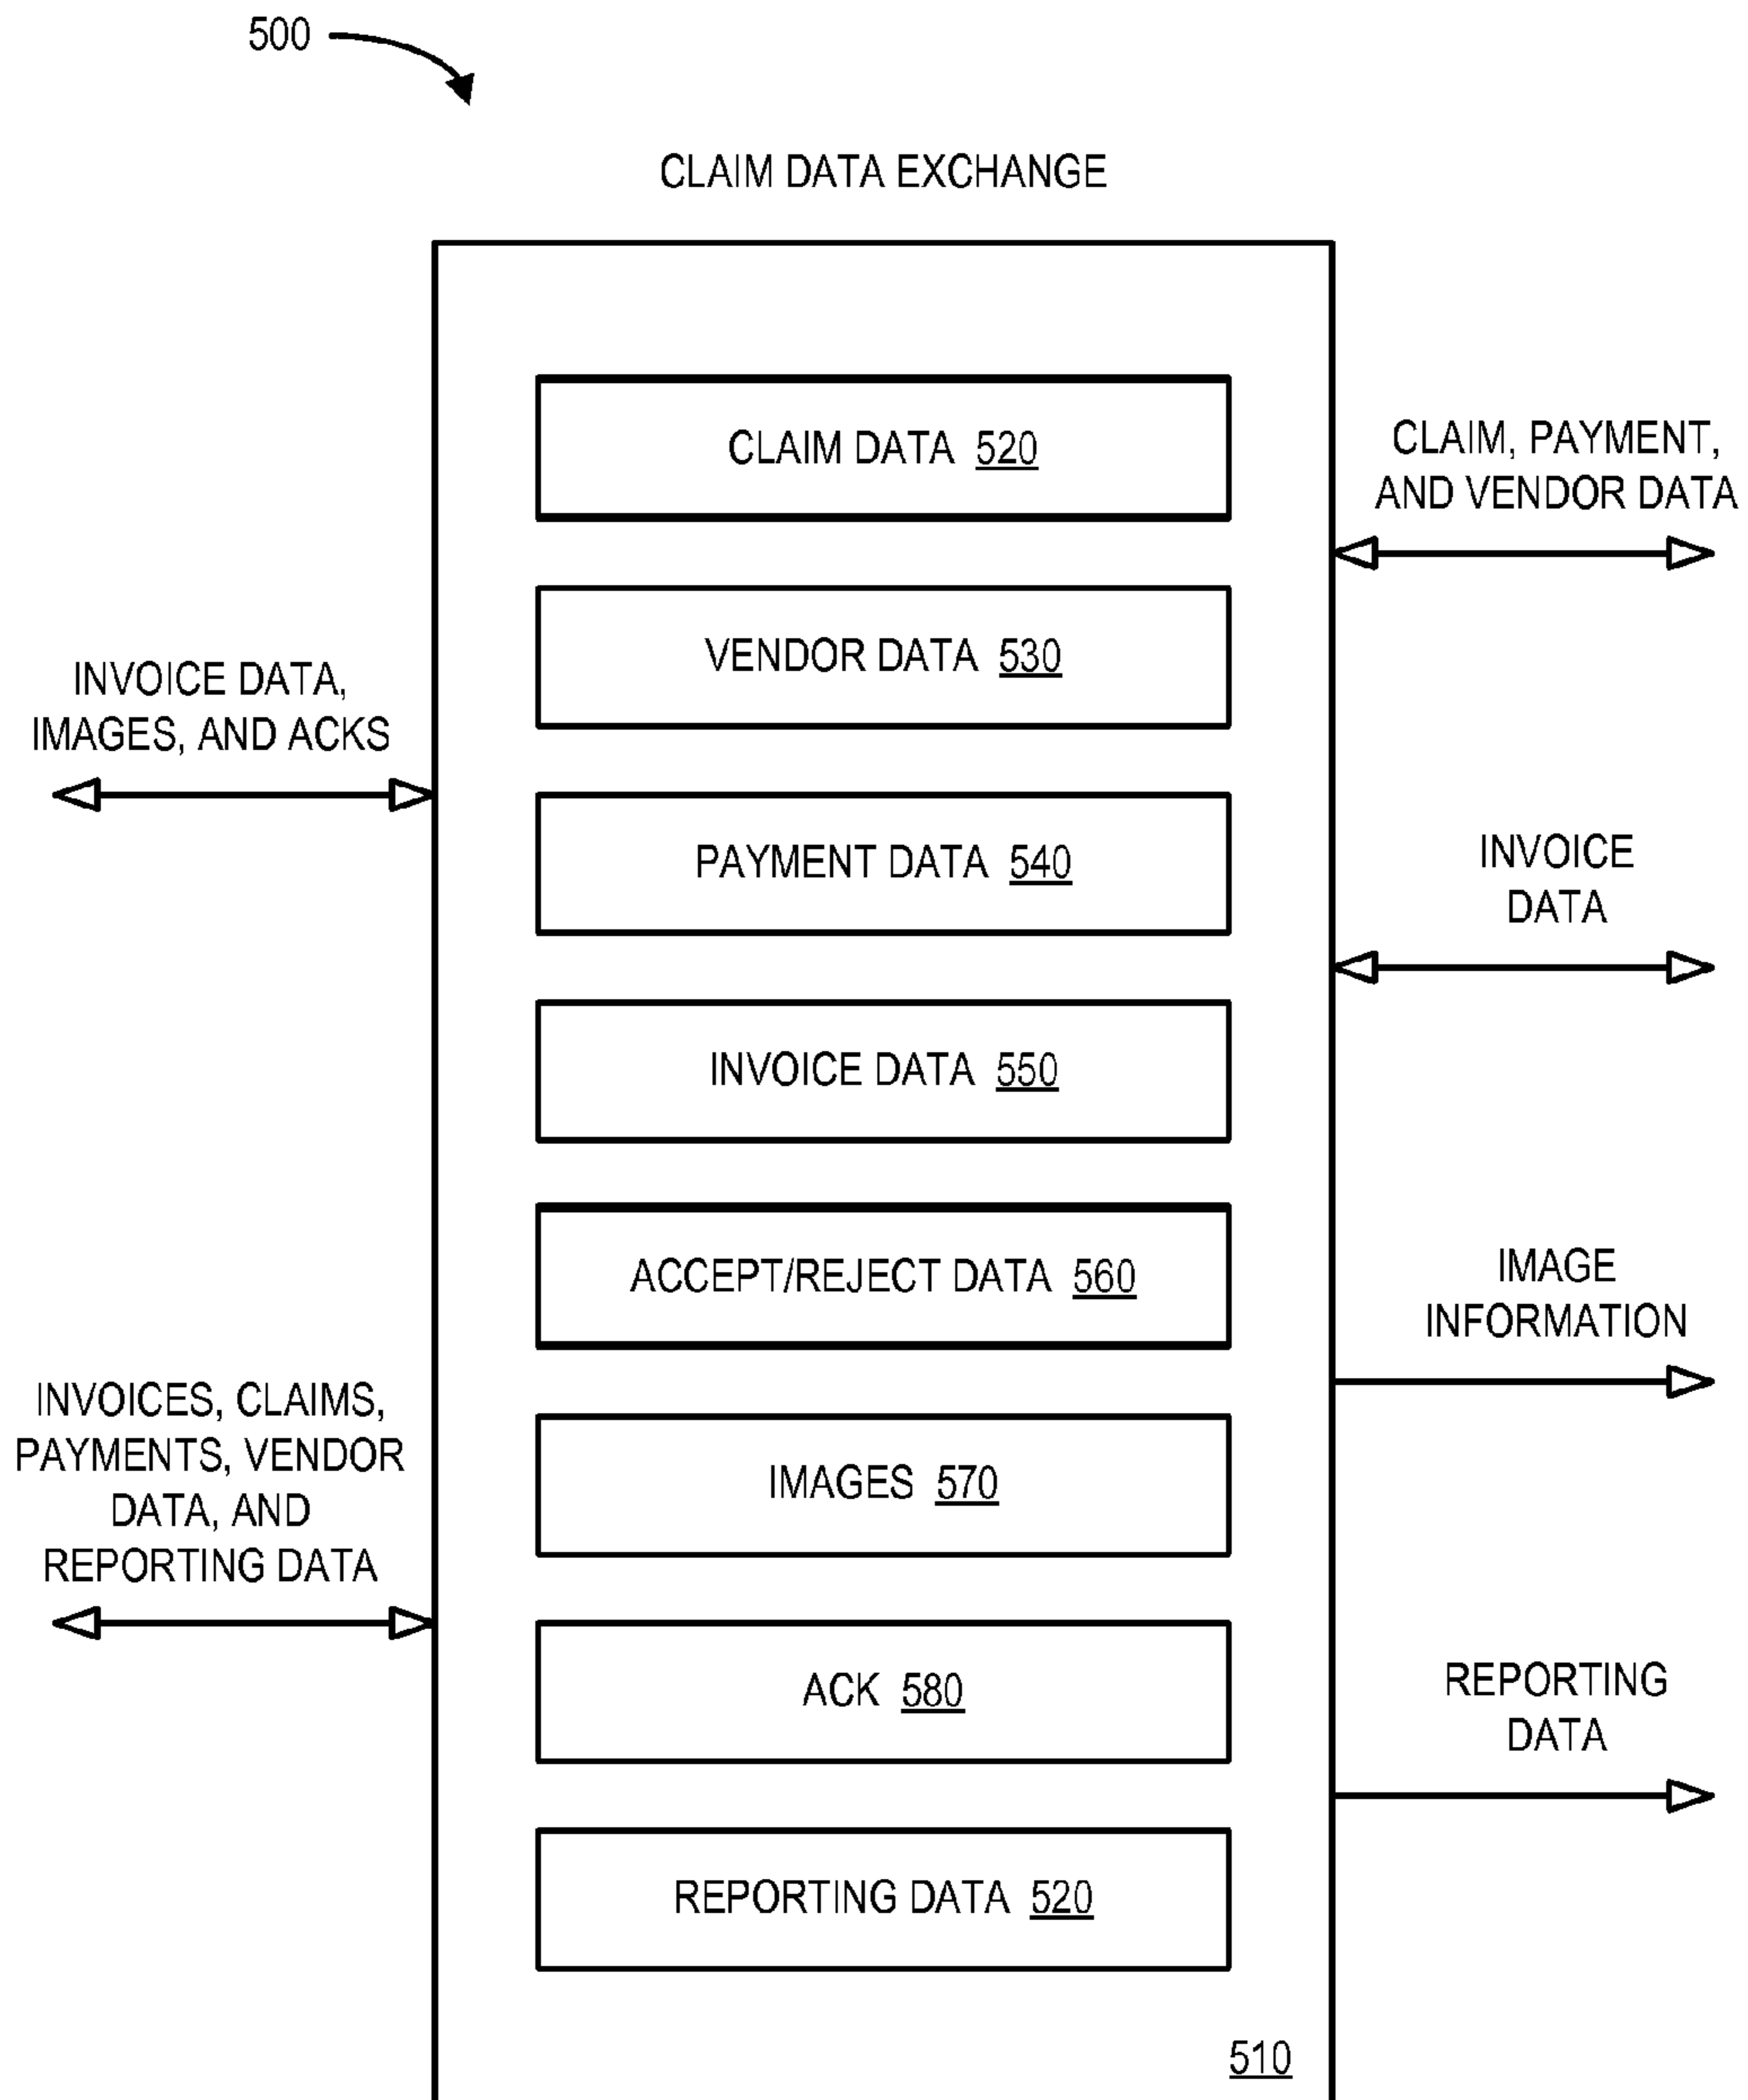 500
CLAIM DATA EXCHANGE
CLAIM DATA 520
VENDOR DATA 530
PAYMENT DATA 540
INVOICE DATA 550
ACCEPT/REJECT DATA 560
IMAGES 570
ACK 580
REPORTING DATA 520
510
INVOICE DATA,
IMAGES, AND ACKS
INVOICES, CLAIMS,
PAYMENTS, VENDOR
DATA, AND
REPORTING DATA
CLAIM, PAYMENT,
AND VENDOR DATA
INVOICE
DATA
IMAGE
INFORMATION
REPORTING
DATA